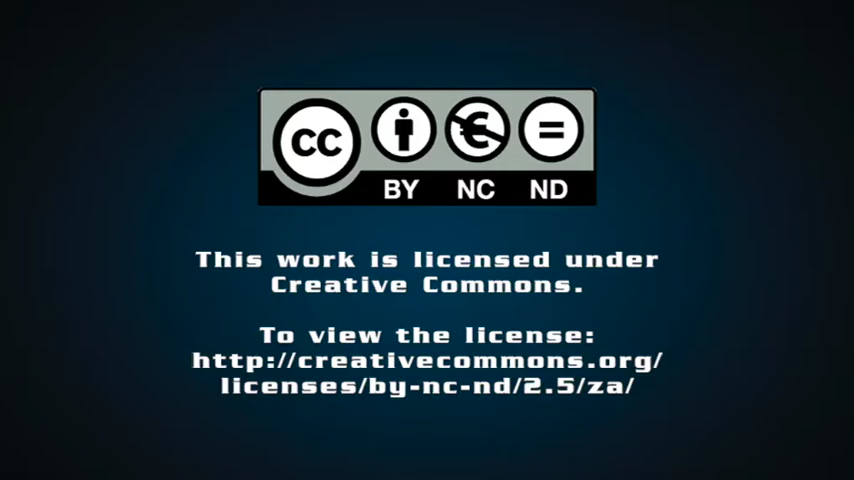 cc BY NC ND
This work is licensed under
Creative Commons.
To view the license:
http://creativecommons.org/
licenses/by-nc-nd/2.5/za/